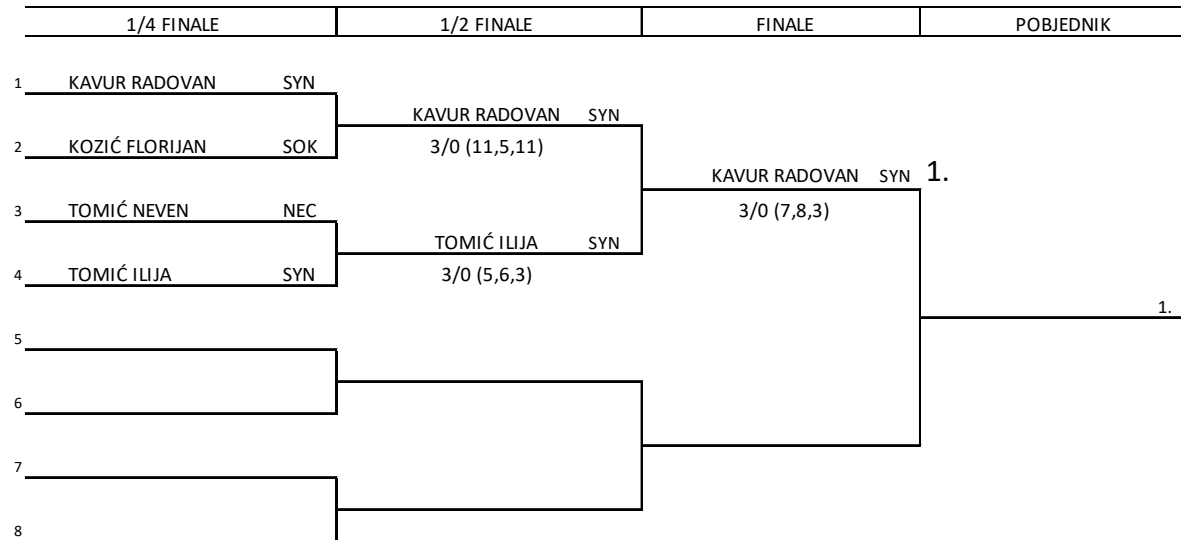 1/4 FINALE 1/2 FINALE FINALE POBJEDNIK
1 KAVUR RADOVAN SYN
KAVUR RADOVAN SYN
2 KOZIĆ FLORIJAN SOK 3/0 (11,5,11)
KAVUR RADOVAN SYN 1.
3 TOMIĆ NEVEN NEC 3/0 (7,8,3)
TOMIĆ ILIJA SYN
4 TOMIĆ ILIJA SYN 3/0 (5,6,3)
1.
5
6
7
8